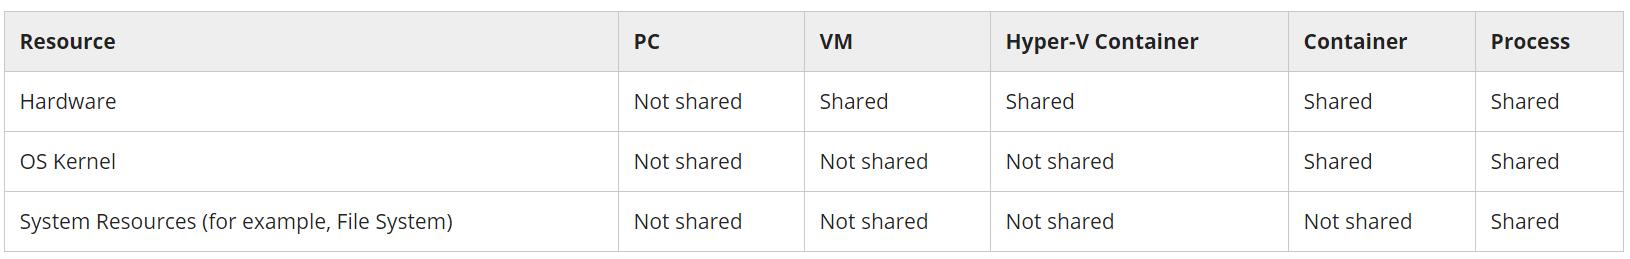 Resource PC VM Hyper-V Container Container Process
Hardware Not shared Shared Shared Shared Shared
OS Kernel Not shared Not shared Not shared Shared Shared
System Resources (for example, File System) Not shared Not shared Not shared Not shared Shared